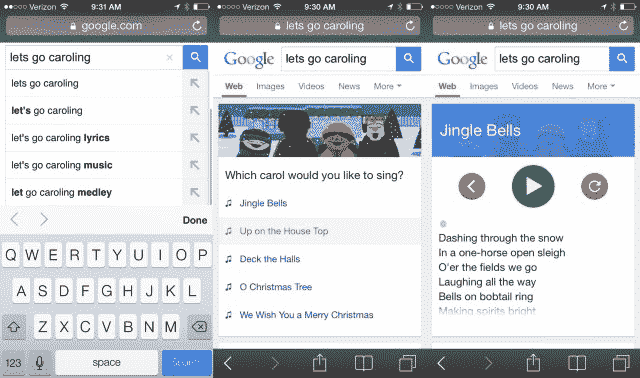 Verizon 9:31 AM
google.com
lets go caroling
lets go caroling
let's go caroling
let's go caroling lyrics
let's go caroling music
let go caroling medley
Done
Q W E R T Y U I O P
A S D F G H J K L
Z X C V B N M
123 space Search
Verizon 9:30 AM
lets go caroling
Google lets go caroling
Web Images Videos News More
Which carol would you like to sing?
Jingle Bells
Up on the House Top
Deck the Halls
O Christmas Tree
We Wish You a Merry Christmas
Verizon 9:30 AM
lets go caroling
Google lets go caroling
Web Images Videos News More
Jingle Bells
Dashing through the snow
In a one-horse open sleigh
O'er the fields we go
Laughing all the way
Bells on bobtail ring
Making spirits bright